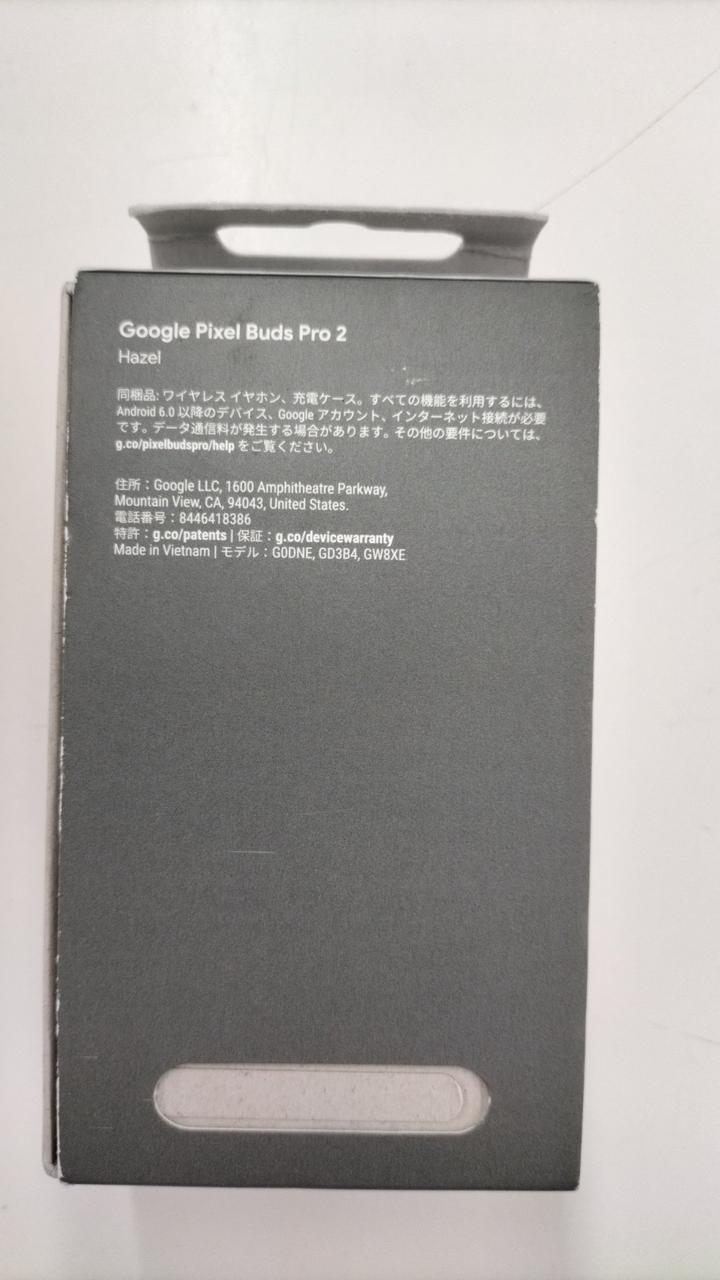 Google Pixel Buds Pro 2
Hazel
同梱品: ワイヤレス イヤホン、充電ケース。すべての機能を利用するには、
Android 6.0 以降のデバイス、Google アカウント、インターネット接続が必要
です。データ通信料が発生する場合があります。その他の要件については、
g.co/pixelbudspro/help をご覧ください。
住所：Google LLC, 1600 Amphitheatre Parkway,
Mountain View, CA, 94043, United States.
電話番号：8446418386
特許：g.co/patents | 保証：g.co/devicewarranty
Made in Vietnam | モデル：G0DNE, GD3B4, GW8XE